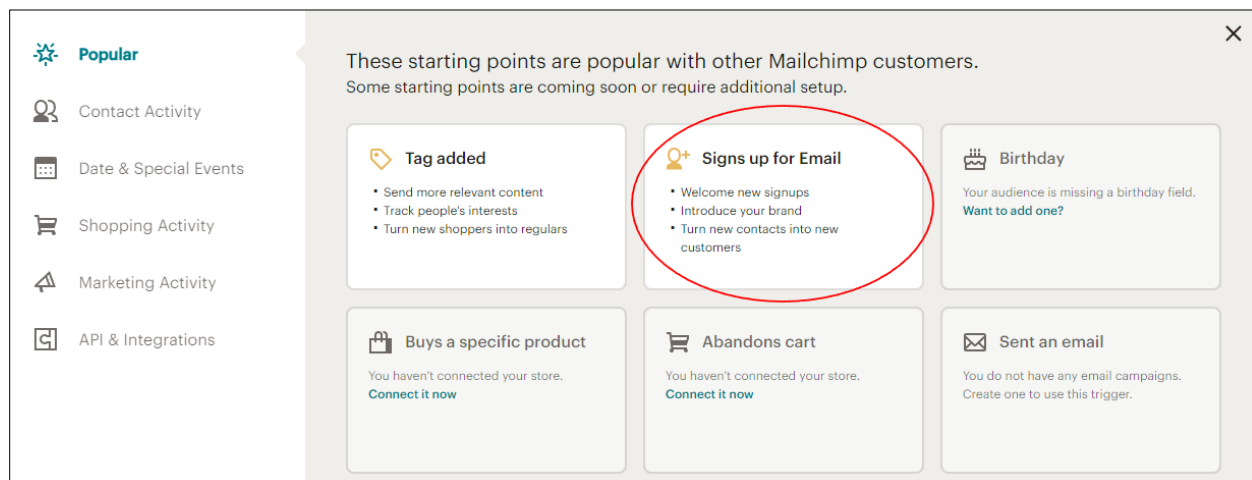 Popular
Contact Activity
Date & Special Events
Shopping Activity
Marketing Activity
API & Integrations
These starting points are popular with other Mailchimp customers.
Some starting points are coming soon or require additional setup.
Tag added
▪ Send more relevant content
▪ Track people's interests
▪ Turn new shoppers into regulars
Signs up for Email
▪ Welcome new signups
▪ Introduce your brand
▪ Turn new contacts into new
customers
Birthday
Your audience is missing a birthday field.
Want to add one?
Buys a specific product
You haven't connected your store.
Connect it now
Abandons cart
You haven't connected your store.
Connect it now
Sent an email
You do not have any email campaigns.
Create one to use this trigger.